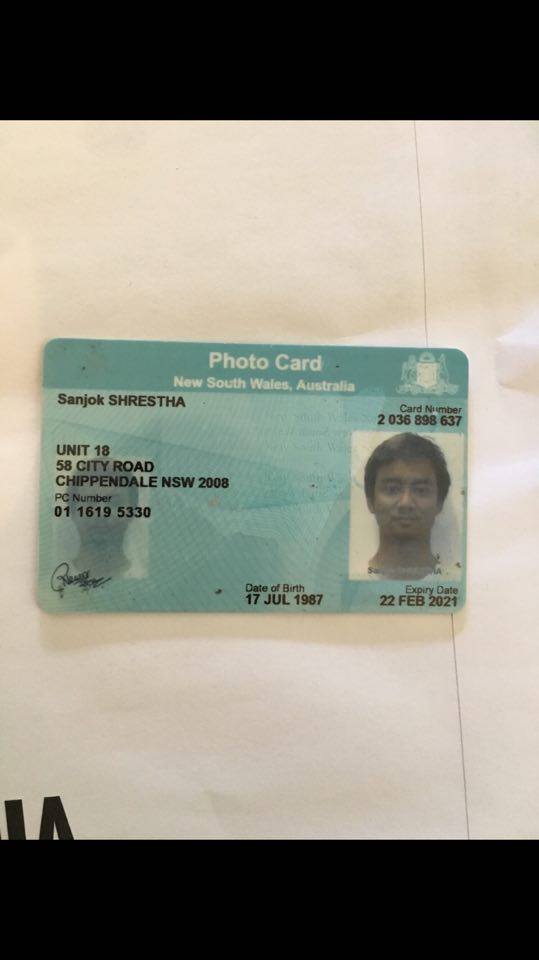 Photo Card
New South Wales, Australia
Sanjok SHRESTHA
Card Number
2 036 898 637
UNIT 18
58 CITY ROAD
CHIPPENDALE NSW 2008
PC Number
01 1619 5330
Date of Birth
17 JUL 1987
Expiry Date
22 FEB 2021